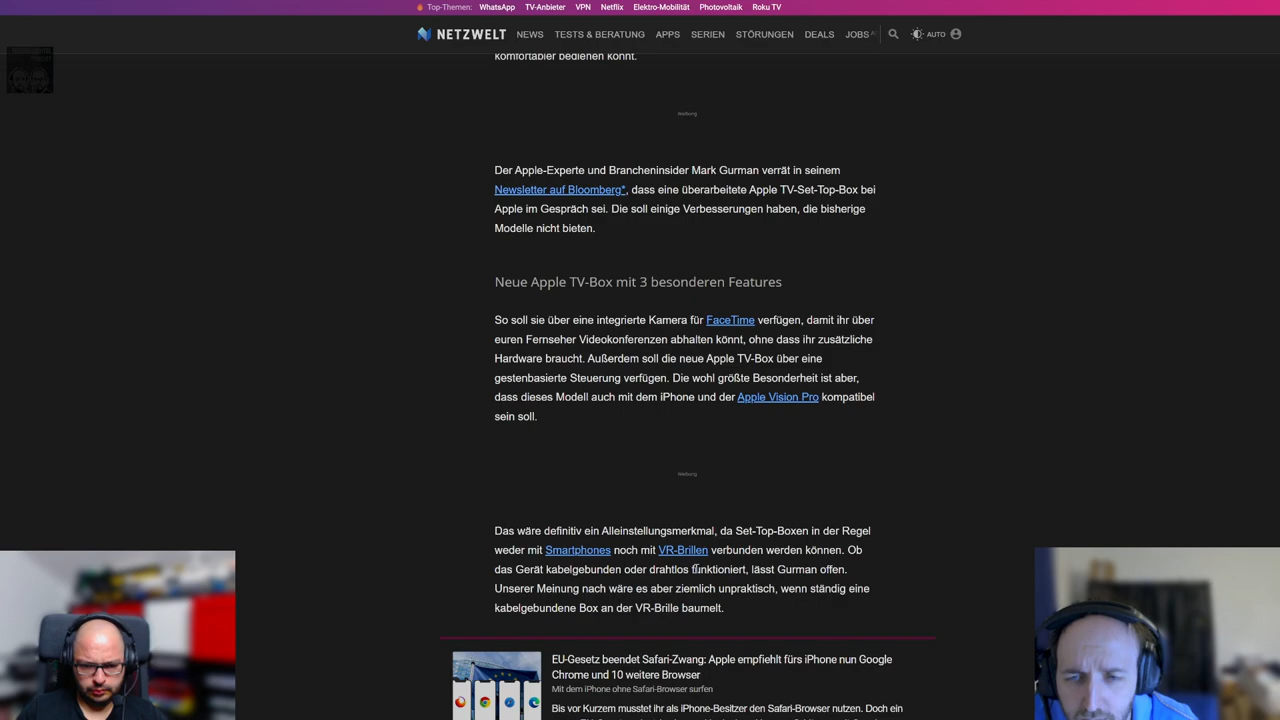 Top-Themen: WhatsApp TV-Anbieter VPN Netflix Elektro-Mobilität Photovoltaik Roku TV
NETZWELT NEWS TESTS & BERATUNG APPS SERIEN STÖRUNGEN DEALS JOBS AUTO
komfortabler bedienen könnt.
Werbung
Der Apple-Experte und Brancheninsider Mark Gurman verrät in seinem
Newsletter auf Bloomberg*, dass eine überarbeitete Apple TV-Set-Top-Box bei
Apple im Gespräch sei. Die soll einige Verbesserungen haben, die bisherige
Modelle nicht bieten.
Neue Apple TV-Box mit 3 besonderen Features
So soll sie über eine integrierte Kamera für FaceTime verfügen, damit ihr über
euren Fernseher Videokonferenzen abhalten könnt, ohne dass ihr zusätzliche
Hardware braucht. Außerdem soll die neue Apple TV-Box über eine
gestenbasierte Steuerung verfügen. Die wohl größte Besonderheit ist aber,
dass dieses Modell auch mit dem iPhone und der Apple Vision Pro kompatibel
sein soll.
Werbung
Das wäre definitiv ein Alleinstellungsmerkmal, da Set-Top-Boxen in der Regel
weder mit Smartphones noch mit VR-Brillen verbunden werden können. Ob
das Gerät kabelgebunden oder drahtlos funktioniert, lässt Gurman offen.
Unserer Meinung nach wäre es aber ziemlich unpraktisch, wenn ständig eine
kabelgebundene Box an der VR-Brille baumelt.
EU-Gesetz beendet Safari-Zwang: Apple empfiehlt fürs iPhone nun Google
Chrome und 10 weitere Browser
Mit dem iPhone ohne Safari-Browser surfen
Bis vor Kurzem musstet ihr als iPhone-Besitzer den Safari-Browser nutzen. Doch ein